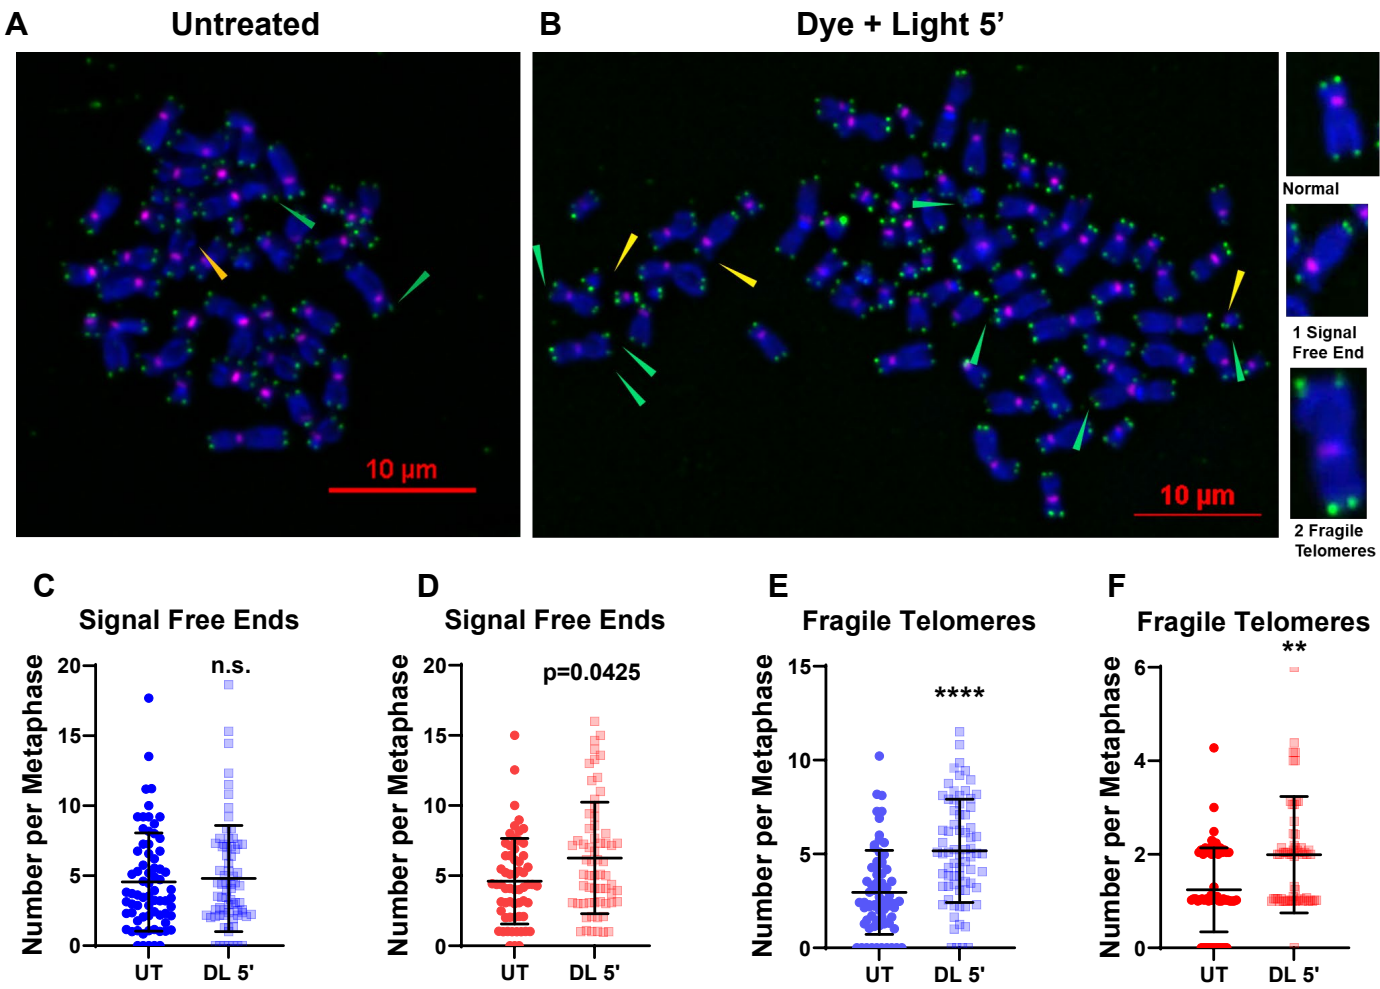 A
Untreated
B
Dye + Light 5’
10 µm
10 µm
Normal
1 Signal
Free End
2 Fragile
Telomeres
C
Signal Free Ends
Number per Metaphase
20
15
10
5
0
n.s.
UT
DL 5'
D
Signal Free Ends
Number per Metaphase
20
15
10
5
0
p=0.0425
UT
DL 5'
E
Fragile Telomeres
Number per Metaphase
15
10
5
0
****
UT
DL 5'
F
Fragile Telomeres
Number per Metaphase
6
4
2
0
**
UT
DL 5'